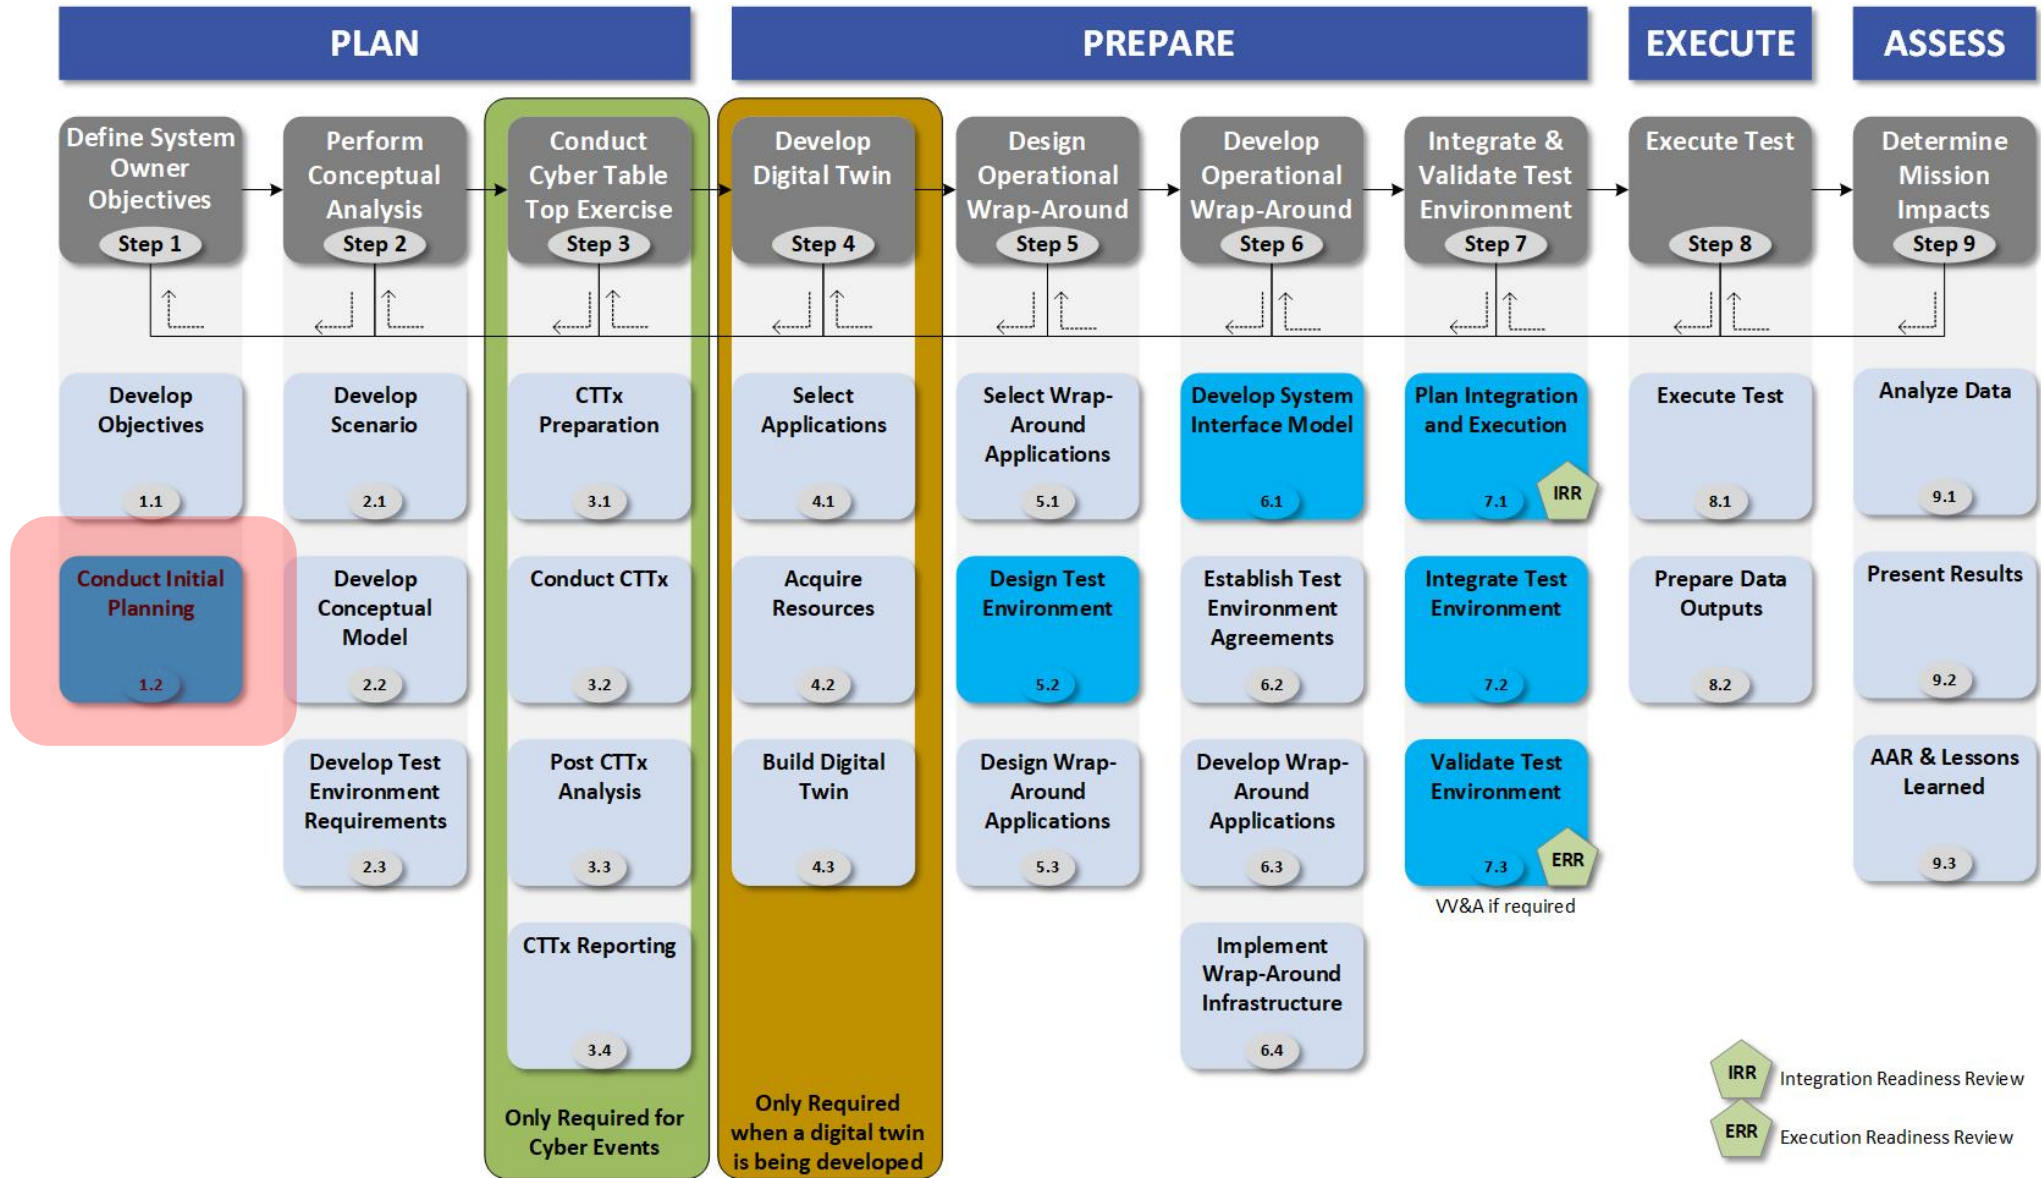 PLAN
PREPARE
EXECUTE
ASSESS
Define System
Owner
Objectives
Step 1
Perform
Conceptual
Analysis
Step 2
Conduct
Cyber Table
Top Exercise
Step 3
Develop
Digital Twin
Step 4
Design
Operational
Wrap-Around
Step 5
Develop
Operational
Wrap-Around
Step 6
Integrate &
Validate Test
Environment
Step 7
Execute Test
Step 8
Determine
Mission
Impacts
Step 9
Develop
Objectives
1.1
Conduct Initial
Planning
1.2
Develop
Scenario
2.1
Develop
Conceptual
Model
2.2
Develop Test
Environment
Requirements
2.3
CTTx
Preparation
3.1
Conduct CTTx
3.2
Post CTTx
Analysis
3.3
CTTx Reporting
3.4
Only Required for
Cyber Events
Select
Applications
4.1
Acquire
Resources
4.2
Build Digital
Twin
4.3
Only Required
when a digital twin
is being developed
Select Wrap-
Around
Applications
5.1
Design Test
Environment
5.2
Design Wrap-
Around
Applications
5.3
Develop System
Interface Model
6.1
Establish Test
Environment
Agreements
6.2
Develop Wrap-
Around
Applications
6.3
Implement
Wrap-Around
Infrastructure
6.4
Plan Integration
and Execution
7.1
IRR
Integrate Test
Environment
7.2
Validate Test
Environment
7.3
ERR
VV&A if required
Execute Test
8.1
Prepare Data
Outputs
8.2
Analyze Data
9.1
Present Results
9.2
AAR & Lessons
Learned
9.3
IRR
Integration Readiness Review
ERR
Execution Readiness Review